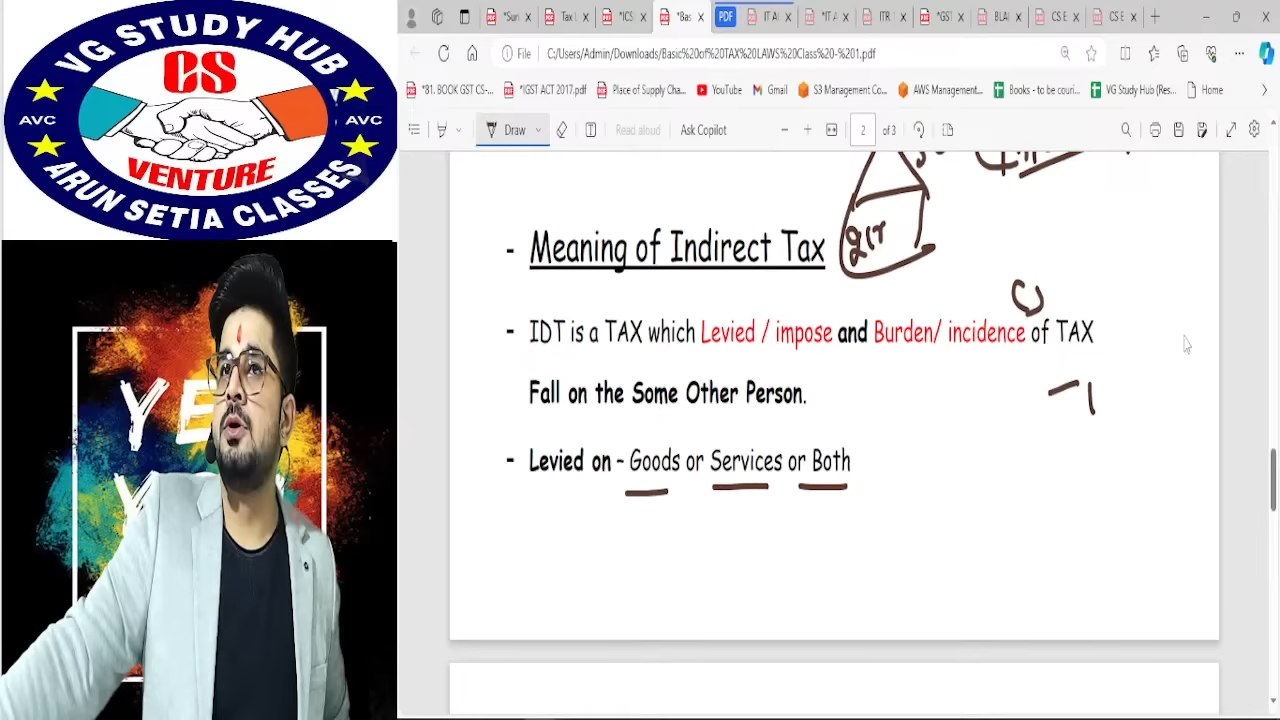 VG STUDY HUB
CS
AVC
AVC
VENTURE
ARUN SETIA CLASSES
YE
File
C:/Users/Admin/Downloads/Basic%20of%20TAX%20LAWS%20Class%20-%201.pdf
*81. BOOK GST CS-...
*IGST ACT 2017.pdf
Place of Supply Cha...
YouTube
Gmail
S3 Management Co...
AWS Management...
Books - to be couri...
VG Study Hub (Res...
Home
Draw
Read aloud
Ask Copilot
2
of 3
- Meaning of Indirect Tax
- IDT is a TAX which Levied / impose and Burden/ incidence of TAX
Fall on the Some Other Person.
- Levied on – Goods or Services or Both